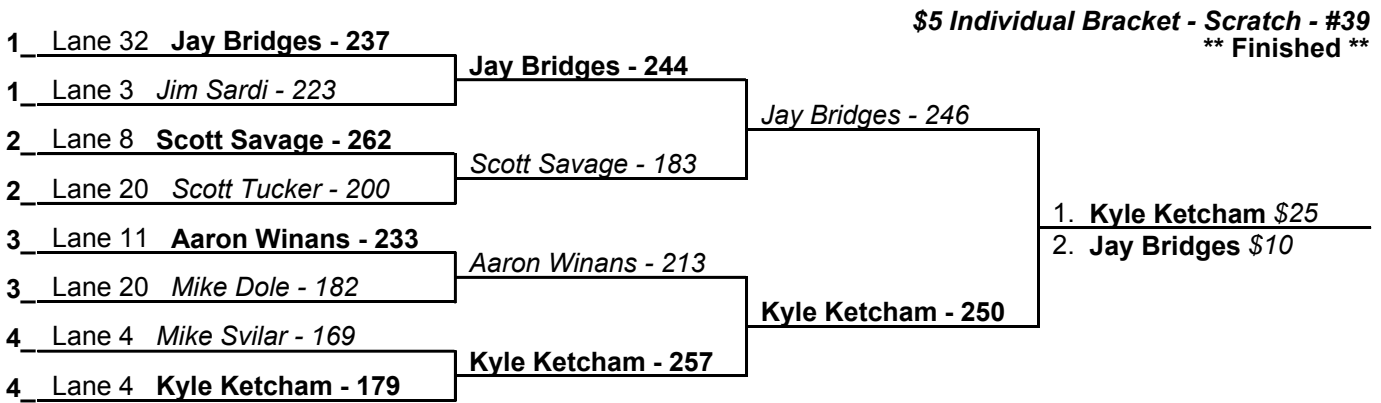 $5 Individual Bracket - Scratch - #39
** Finished **
1_ Lane 32 Jay Bridges - 237
1_ Lane 3 Jim Sardi - 223
2_ Lane 8 Scott Savage - 262
2_ Lane 20 Scott Tucker - 200
3_ Lane 11 Aaron Winans - 233
3_ Lane 20 Mike Dole - 182
4_ Lane 4 Mike Svilar - 169
4_ Lane 4 Kyle Ketcham - 179
Jay Bridges - 244
Scott Savage - 183
Aaron Winans - 213
Kyle Ketcham - 257
Jay Bridges - 246
Kyle Ketcham - 250
1. Kyle Ketcham $25
2. Jay Bridges $10